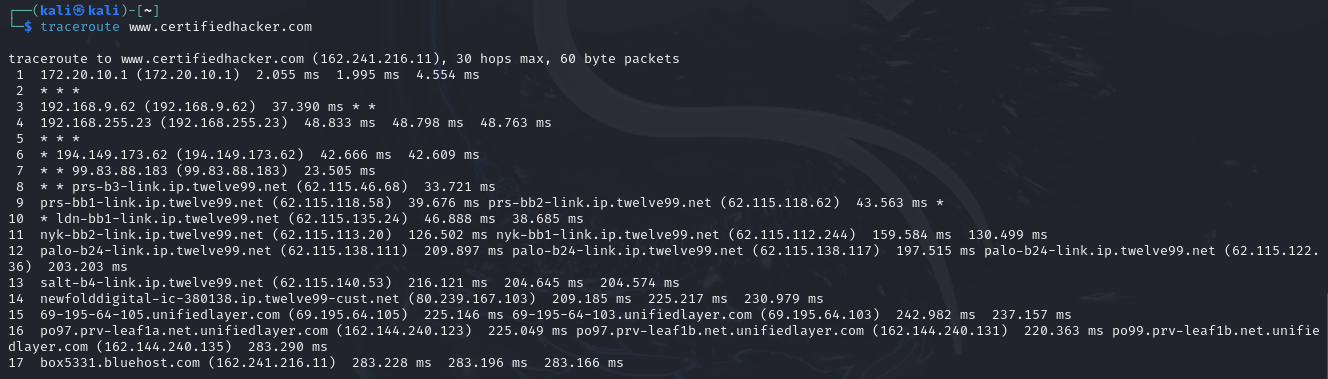 ┌──(kali㉿kali)-[~]
└─$ traceroute www.certifiedhacker.com
traceroute to www.certifiedhacker.com (162.241.216.11), 30 hops max, 60 byte packets
 1  172.20.10.1 (172.20.10.1)  2.055 ms  1.995 ms  4.554 ms
 2  * * *
 3  192.168.9.62 (192.168.9.62)  37.390 ms * *
 4  192.168.255.23 (192.168.255.23)  48.833 ms  48.798 ms  48.763 ms
 5  * * *
 6  * 194.149.173.62 (194.149.173.62)  42.666 ms  42.609 ms
 7  * * 99.83.88.183 (99.83.88.183)  23.505 ms
 8  * * prs-b3-link.ip.twelve99.net (62.115.46.68)  33.721 ms
 9  prs-bb1-link.ip.twelve99.net (62.115.118.58)  39.676 ms prs-bb2-link.ip.twelve99.net (62.115.118.62)  43.563 ms *
10  * ldn-bb1-link.ip.twelve99.net (62.115.135.24)  46.888 ms  38.685 ms
11  nyk-bb2-link.ip.twelve99.net (62.115.113.20)  126.502 ms nyk-bb1-link.ip.twelve99.net (62.115.112.244)  159.584 ms  130.499 ms
12  palo-b24-link.ip.twelve99.net (62.115.138.111)  209.897 ms palo-b24-link.ip.twelve99.net (62.115.138.117)  197.515 ms palo-b24-link.ip.twelve99.net (62.115.122.
36)  203.203 ms
13  salt-b4-link.ip.twelve99.net (62.115.140.53)  216.121 ms  204.645 ms  204.574 ms
14  newfolddigital-ic-380138.ip.twelve99-cust.net (80.239.167.103)  209.185 ms  225.217 ms  230.979 ms
15  69-195-64-105.unifiedlayer.com (69.195.64.105)  225.146 ms 69-195-64-103.unifiedlayer.com (69.195.64.103)  242.982 ms  237.157 ms
16  po97.prv-leaf1a.net.unifiedlayer.com (162.144.240.123)  225.049 ms po97.prv-leaf1b.net.unifiedlayer.com (162.144.240.131)  220.363 ms po99.prv-leaf1b.net.unifie
dlayer.com (162.144.240.135)  283.290 ms
17  box5331.bluehost.com (162.241.216.11)  283.228 ms  283.196 ms  283.166 ms